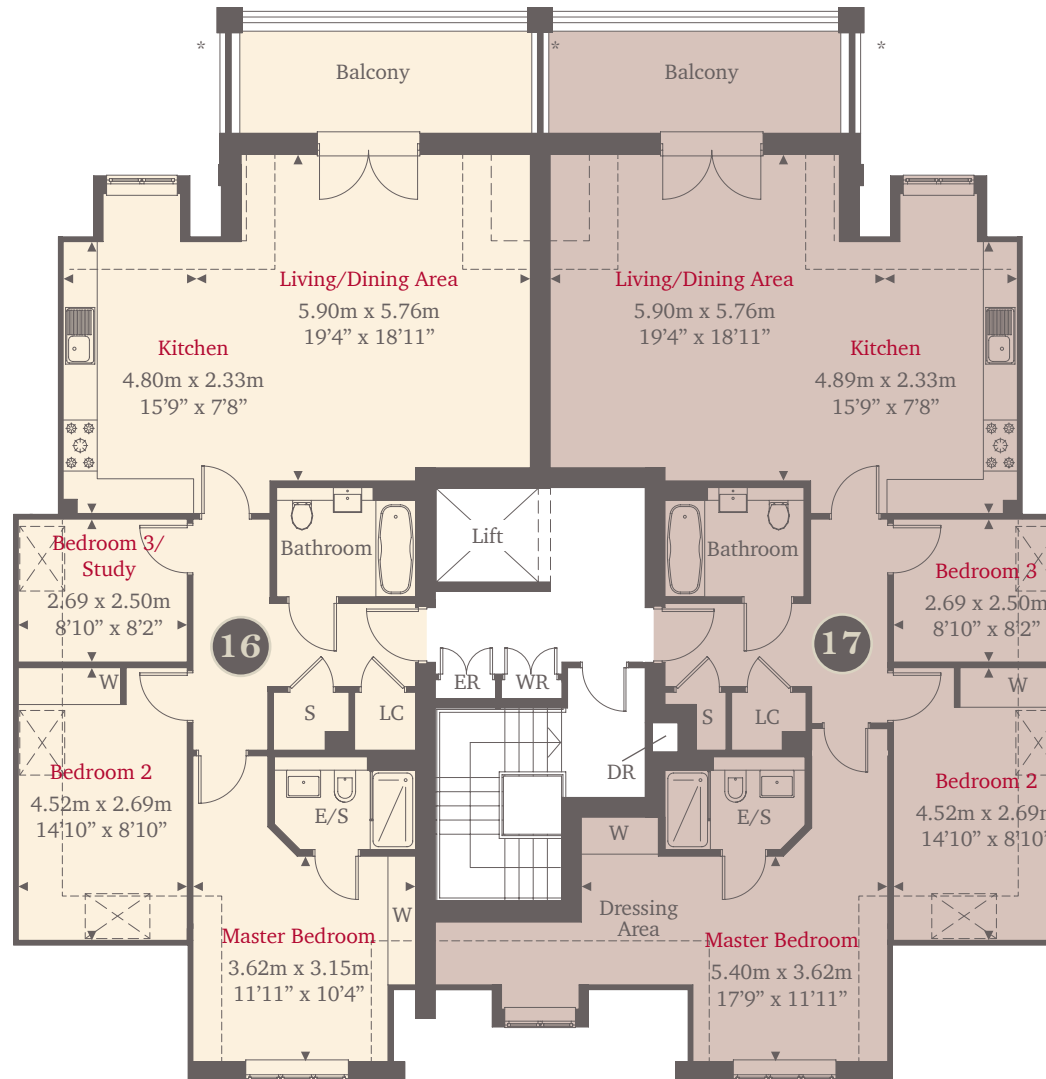 *
*
*
Balcony
Balcony
Living/Dining Area
5.90m x 5.76m
19’4” x 18’11”
Living/Dining Area
5.90m x 5.76m
19’4” x 18’11”
Kitchen
4.80m x 2.33m
15’9” x 7’8”
Kitchen
4.89m x 2.33m
15’9” x 7’8”
Bedroom 3/
Study
2.69 x 2.50m
8’10” x 8’2”
Bathroom
Lift
Bathroom
Bedroom 3
2.69 x 2.50m
8’10” x 8’2”
16
17
W
ER
WR
W
S
LC
S
LC
DR
Bedroom 2
4.52m x 2.69m
14’10” x 8’10”
E/S
W
E/S
Bedroom 2
4.52m x 2.69m
14’10” x 8’10”
W
Dressing
Area
Master Bedroom
3.62m x 3.15m
11’11” x 10’4”
Master Bedroom
5.40m x 3.62m
17’9” x 11’11”